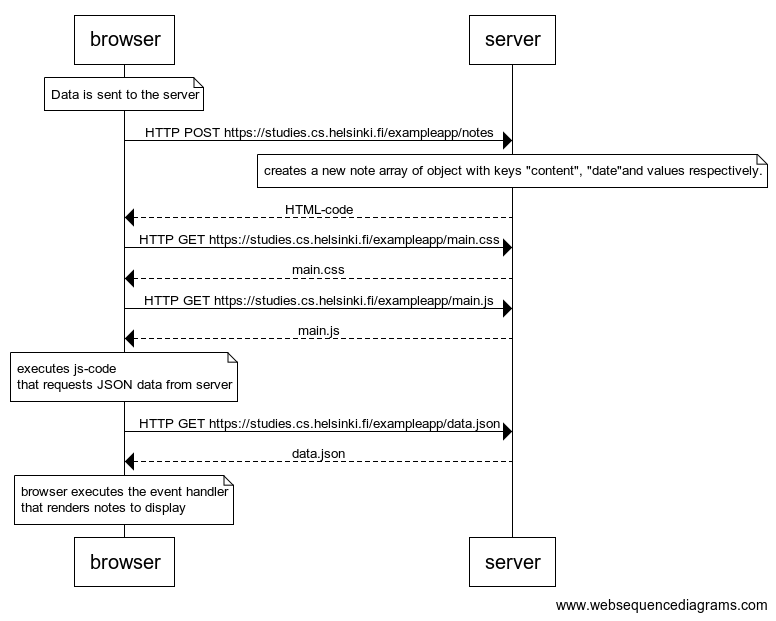 browser
server
Data is sent to the server
HTTP POST https://studies.cs.helsinki.fi/exampleapp/notes
creates a new note array of object with keys "content", "date"and values respectively.
HTML-code
HTTP GET https://studies.cs.helsinki.fi/exampleapp/main.css
main.css
HTTP GET https://studies.cs.helsinki.fi/exampleapp/main.js
main.js
executes js-code
that requests JSON data from server
HTTP GET https://studies.cs.helsinki.fi/exampleapp/data.json
data.json
browser executes the event handler
that renders notes to display
browser
server
www.websequencediagrams.com